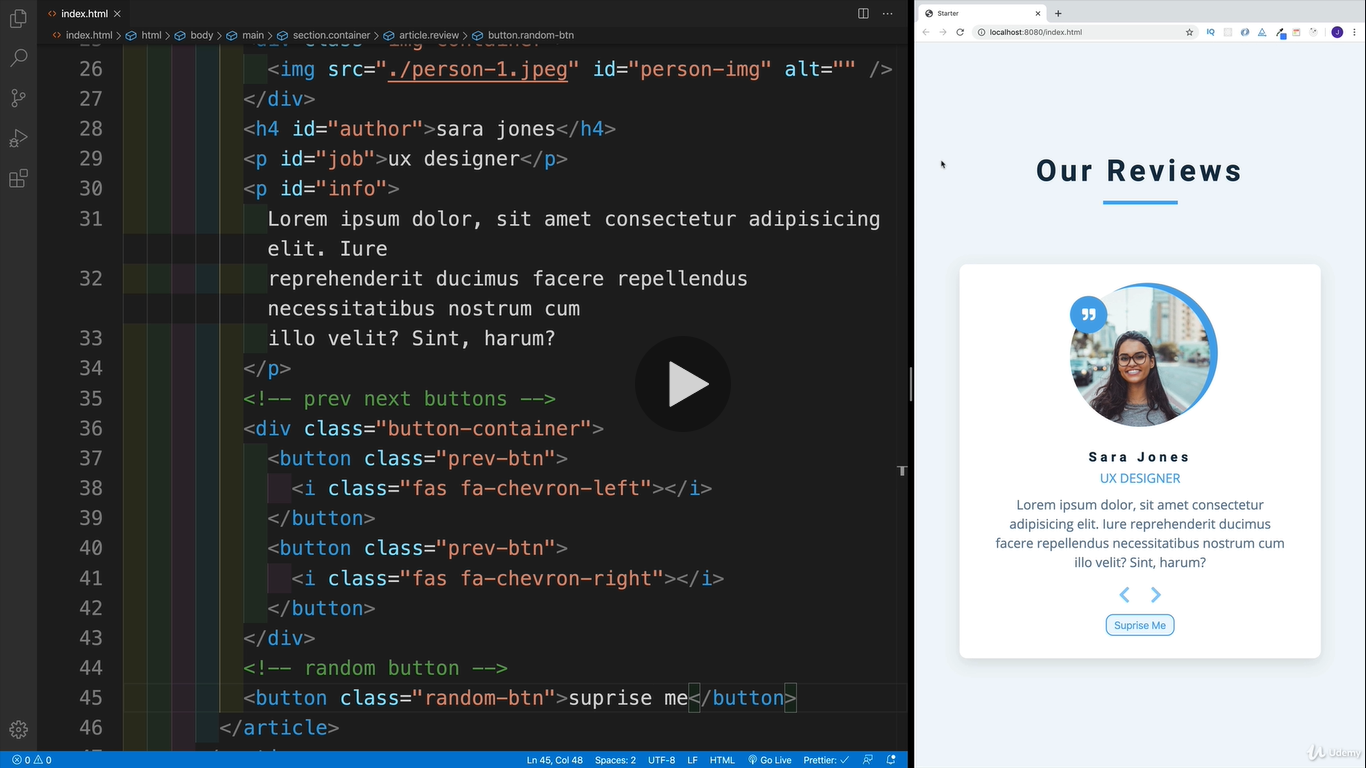 index.html
index.html > html > body > main > section.container > article.review > button.random-btn
26 <img src="./person-1.jpeg" id="person-img" alt="" />
27 </div>
28 <h4 id="author">sara jones</h4>
29 <p id="job">ux designer</p>
30 <p id="info">
31 Lorem ipsum dolor, sit amet consectetur adipisicing
elit. Iure
32 reprehenderit ducimus facere repellendus
necessitatibus nostrum cum
33 illo velit? Sint, harum?
34 </p>
35 <!-- prev next buttons -->
36 <div class="button-container">
37 <button class="prev-btn">
38 <i class="fas fa-chevron-left"></i>
39 </button>
40 <button class="prev-btn">
41 <i class="fas fa-chevron-right"></i>
42 </button>
43 </div>
44 <!-- random button -->
45 <button class="random-btn">suprise me</button>
46 </article>
0 0 Ln 45, Col 48 Spaces: 2 UTF-8 LF HTML Go Live Prettier: ✓
Starter
localhost:8080/index.html
IQ
J
Our Reviews
Sara Jones
UX DESIGNER
Lorem ipsum dolor, sit amet consectetur
adipisicing elit. Iure reprehenderit ducimus
facere repellendus necessitatibus nostrum cum
illo velit? Sint, harum?
Suprise Me
Udemy